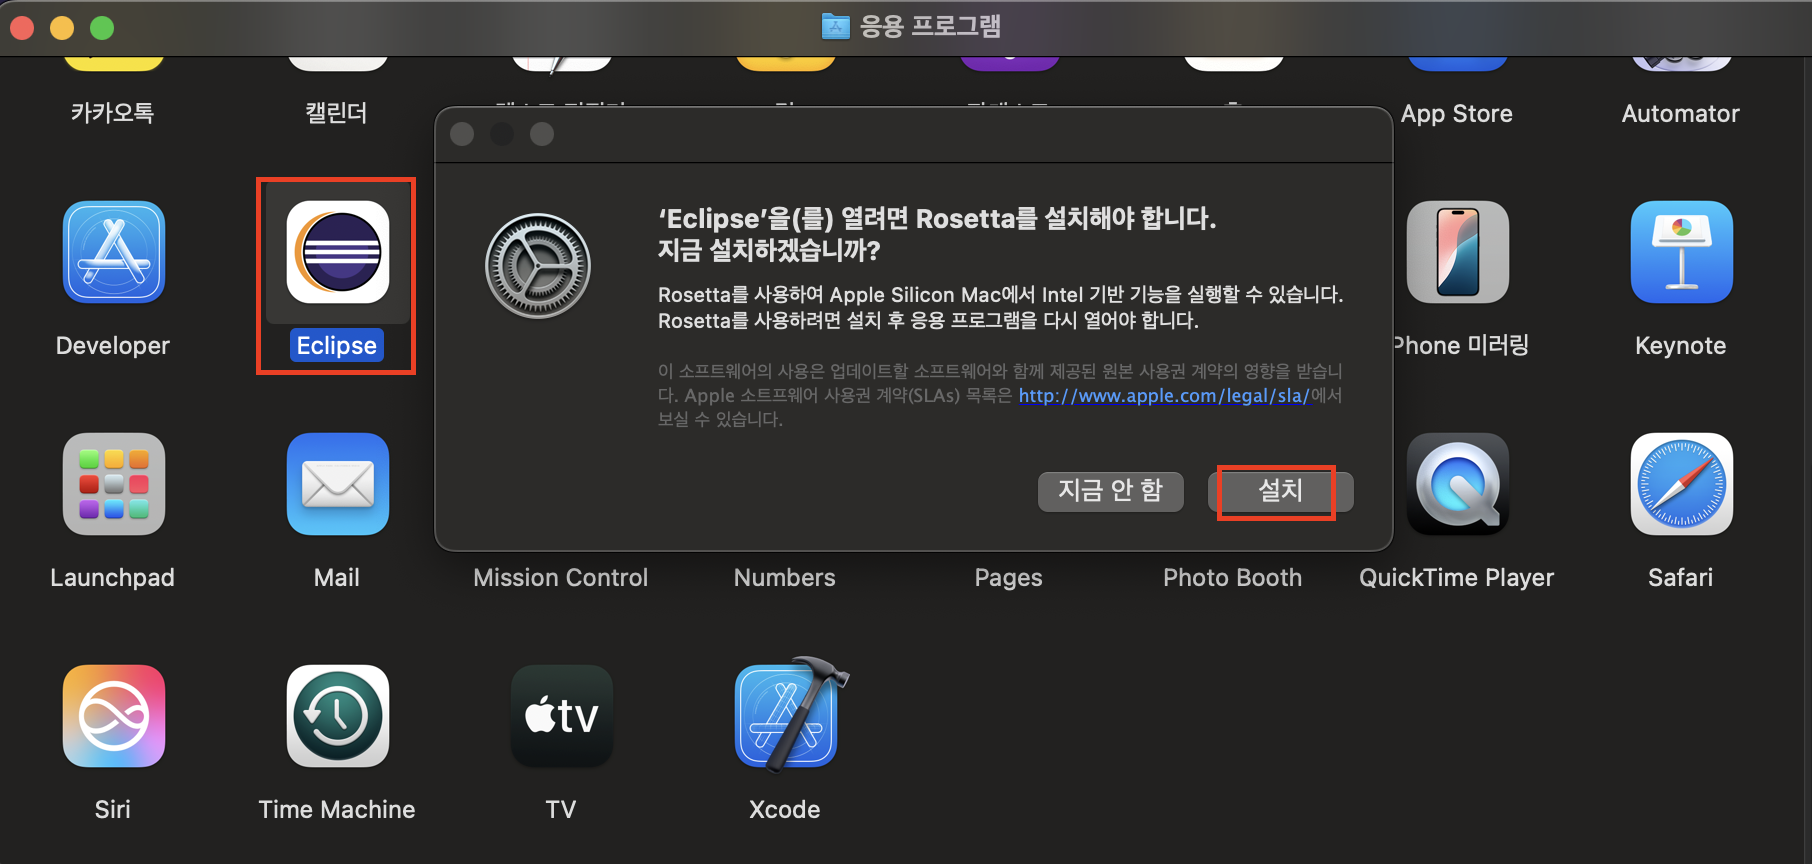 응용 프로그램
카카오톡
캘린더
App Store
Automator
‘Eclipse’을(를) 열려면 Rosetta를 설치해야 합니다.
지금 설치하겠습니까?
Rosetta를 사용하여 Apple Silicon Mac에서 Intel 기반 기능을 실행할 수 있습니다.
Rosetta를 사용하려면 설치 후 응용 프로그램을 다시 열어야 합니다.
이 소프트웨어의 사용은 업데이트할 소프트웨어와 함께 제공된 원본 사용권 계약의 영향을 받습니
다. Apple 소트프웨어 사용권 계약(SLAs) 목록은 http://www.apple.com/legal/sla/에서
보실 수 있습니다.
지금 안 함
설치
Developer
Eclipse
Phone 미러링
Keynote
Launchpad
Mail
Mission Control
Numbers
Pages
Photo Booth
QuickTime Player
Safari
tv
Siri
Time Machine
TV
Xcode